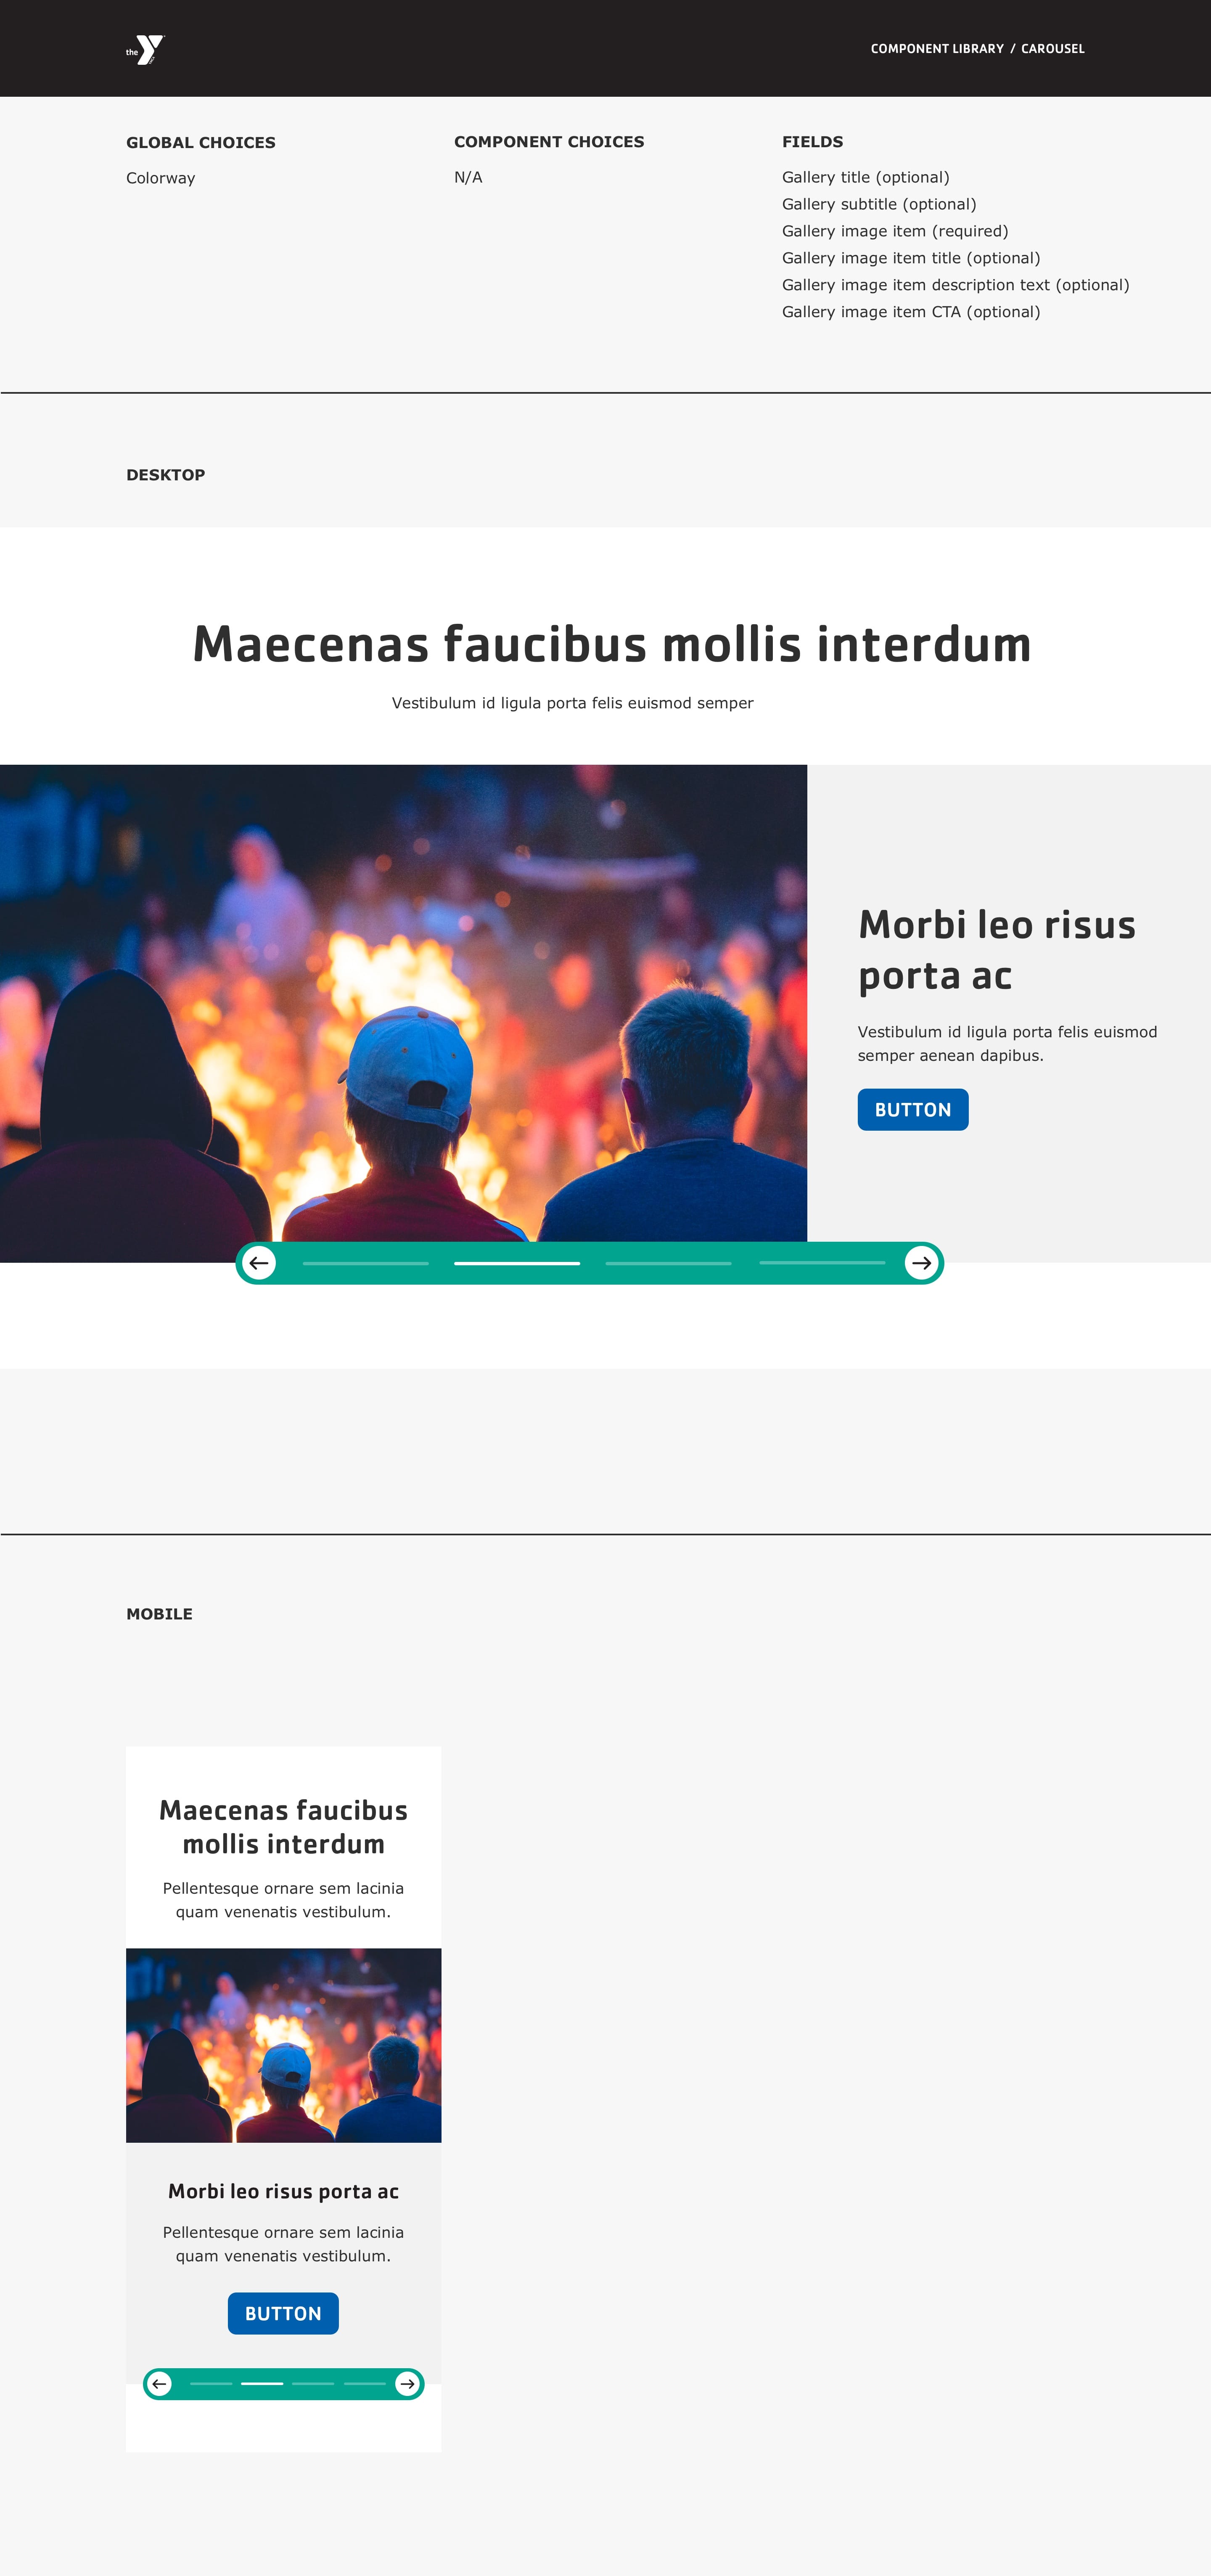 the
COMPONENT LIBRARY / CAROUSEL
GLOBAL CHOICES
Colorway
COMPONENT CHOICES
N/A
FIELDS
Gallery title (optional)
Gallery subtitle (optional)
Gallery image item (required)
Gallery image item title (optional)
Gallery image item description text (optional)
Gallery image item CTA (optional)
DESKTOP
Maecenas faucibus mollis interdum
Vestibulum id ligula porta felis euismod semper
Morbi leo risus
porta ac
Vestibulum id ligula porta felis euismod
semper aenean dapibus.
BUTTON
MOBILE
Maecenas faucibus
mollis interdum
Pellentesque ornare sem lacinia
quam venenatis vestibulum.
Morbi leo risus porta ac
Pellentesque ornare sem lacinia
quam venenatis vestibulum.
BUTTON